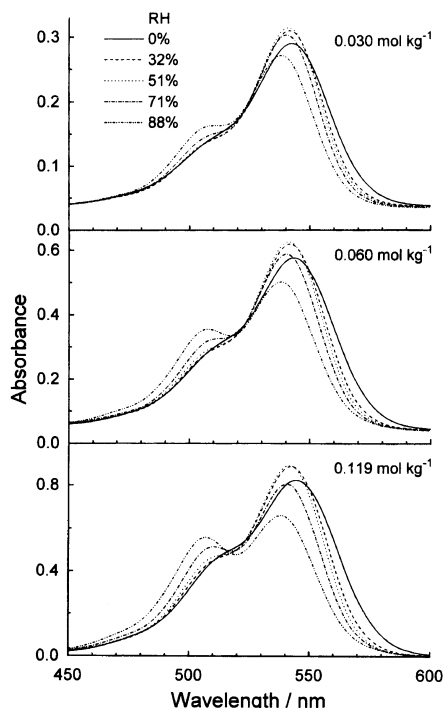 RH
0%
32%
51%
71%
88%
0.030 mol kg⁻¹
0.3
0.2
0.1
0.0
0.060 mol kg⁻¹
0.6
0.4
0.2
0.0
0.119 mol kg⁻¹
0.8
0.4
0.0
Absorbance
450 500 550 600
Wavelength / nm